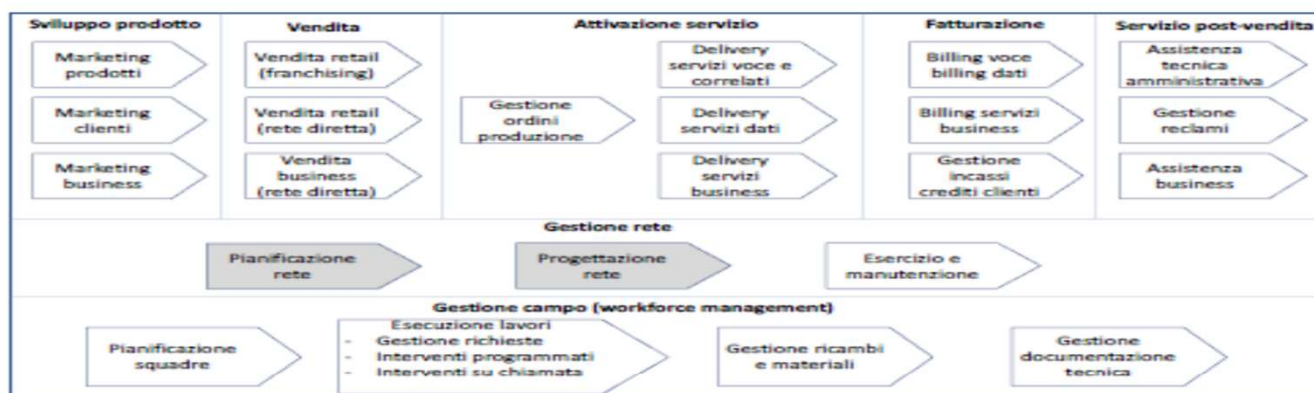 Sviluppo prodotto
Marketing
prodotti
Marketing
clienti
Marketing
business
Vendita
Vendita retail
(franchising)
Vendita retail
(rete diretta)
Vendita
business
(rete diretta)
Attivazione servizio
Gestione
ordini
produzione
Delivery
servizi voce e
correlati
Delivery
servizi dati
Delivery
servizi
business
Fatturazione
Billing voce
billing dati
Billing servizi
business
Gestione
incassi
crediti clienti
Servizio post-vendita
Assistenza
tecnica
amministrativa
Gestione
reclami
Assistenza
business
Gestione rete
Pianificazione
rete
Progettazione
rete
Esercizio e
manutenzione
Gestione campo (workforce management)
Pianificazione
squadre
Esecuzione lavori
- Gestione richieste
- Interventi programmati
- Interventi su chiamata
Gestione ricambi
e materiali
Gestione
documentazione
tecnica